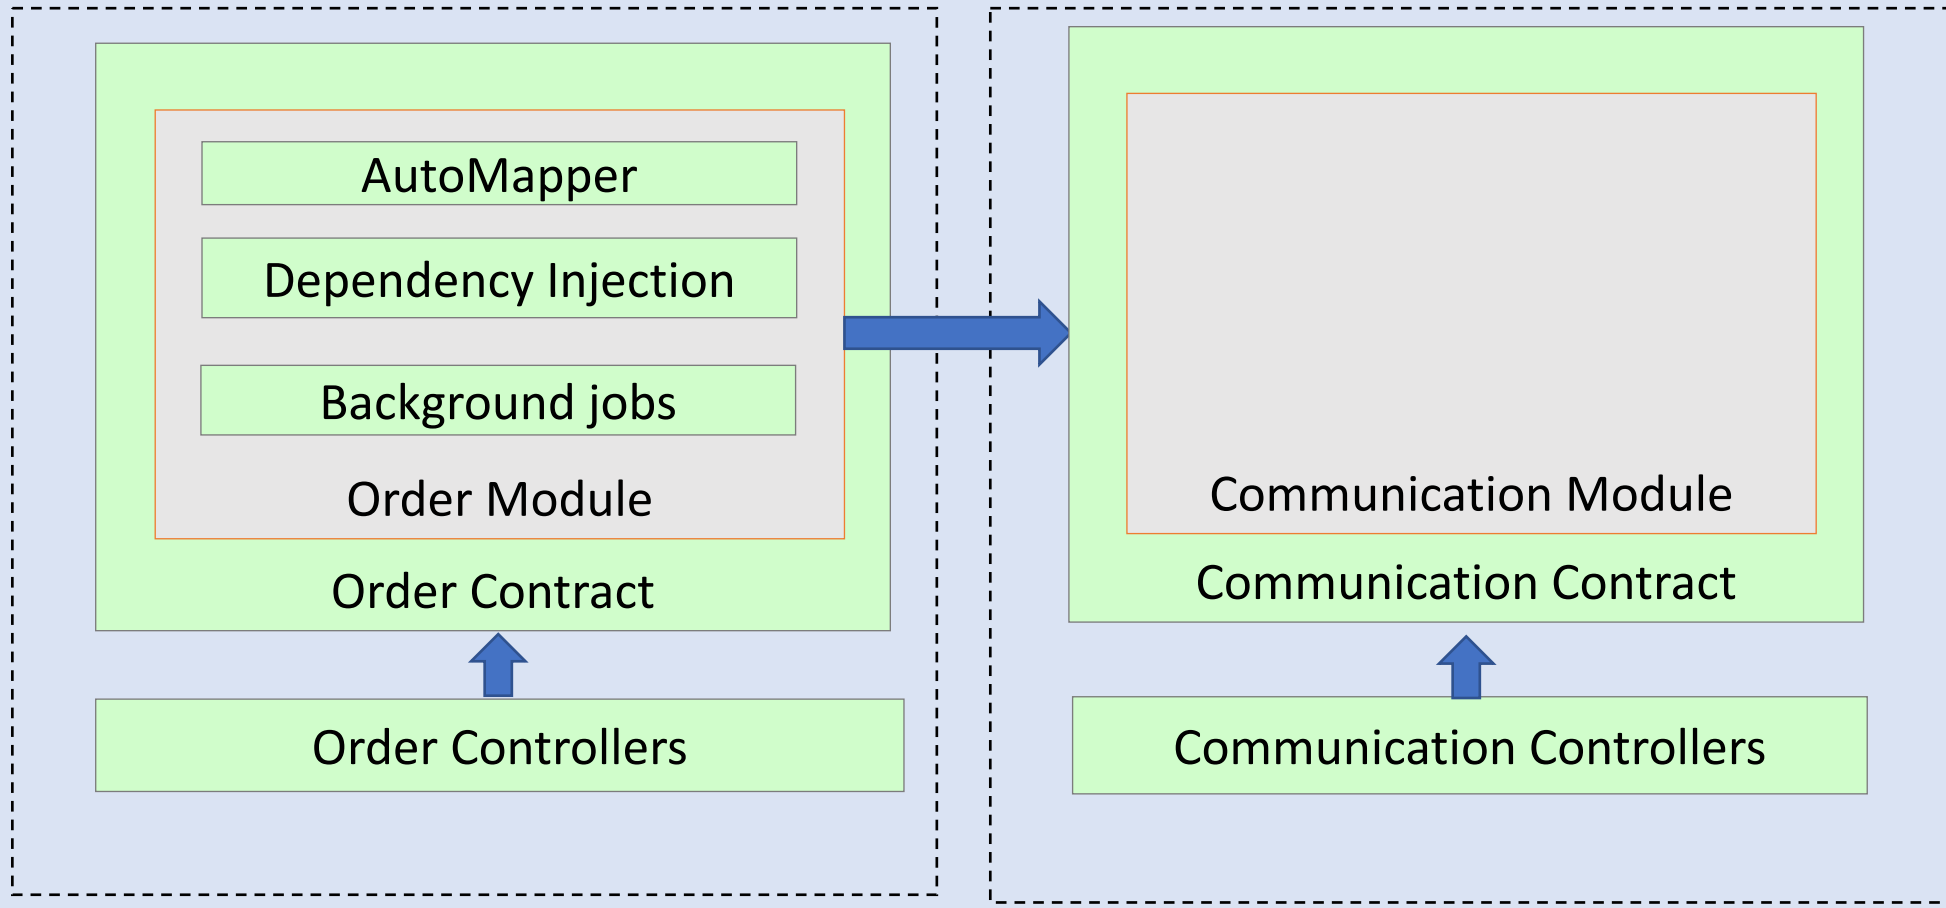 AutoMapper
Dependency Injection
Background jobs
Order Module
Order Contract
Order Controllers
Communication Module
Communication Contract
Communication Controllers